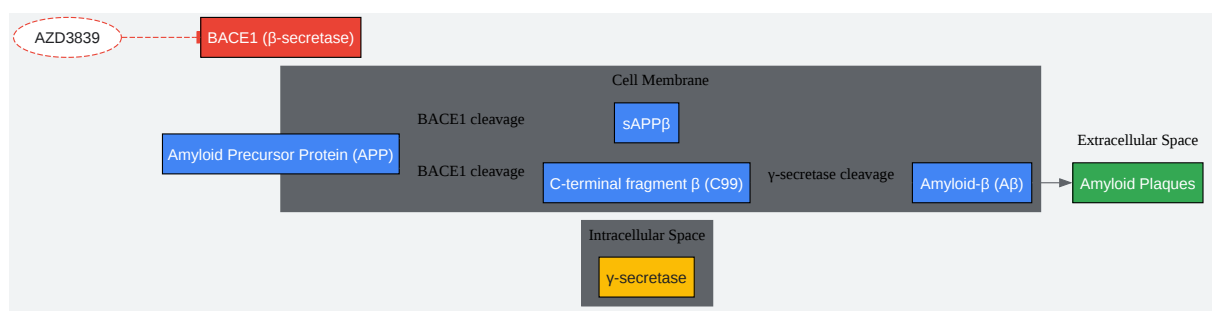 AZD3839
BACE1 (β-secretase)
Cell Membrane
BACE1 cleavage
sAPPβ
Amyloid Precursor Protein (APP)
BACE1 cleavage
C-terminal fragment β (C99)
γ-secretase cleavage
Amyloid-β (Aβ)
Extracellular Space
Amyloid Plaques
Intracellular Space
γ-secretase